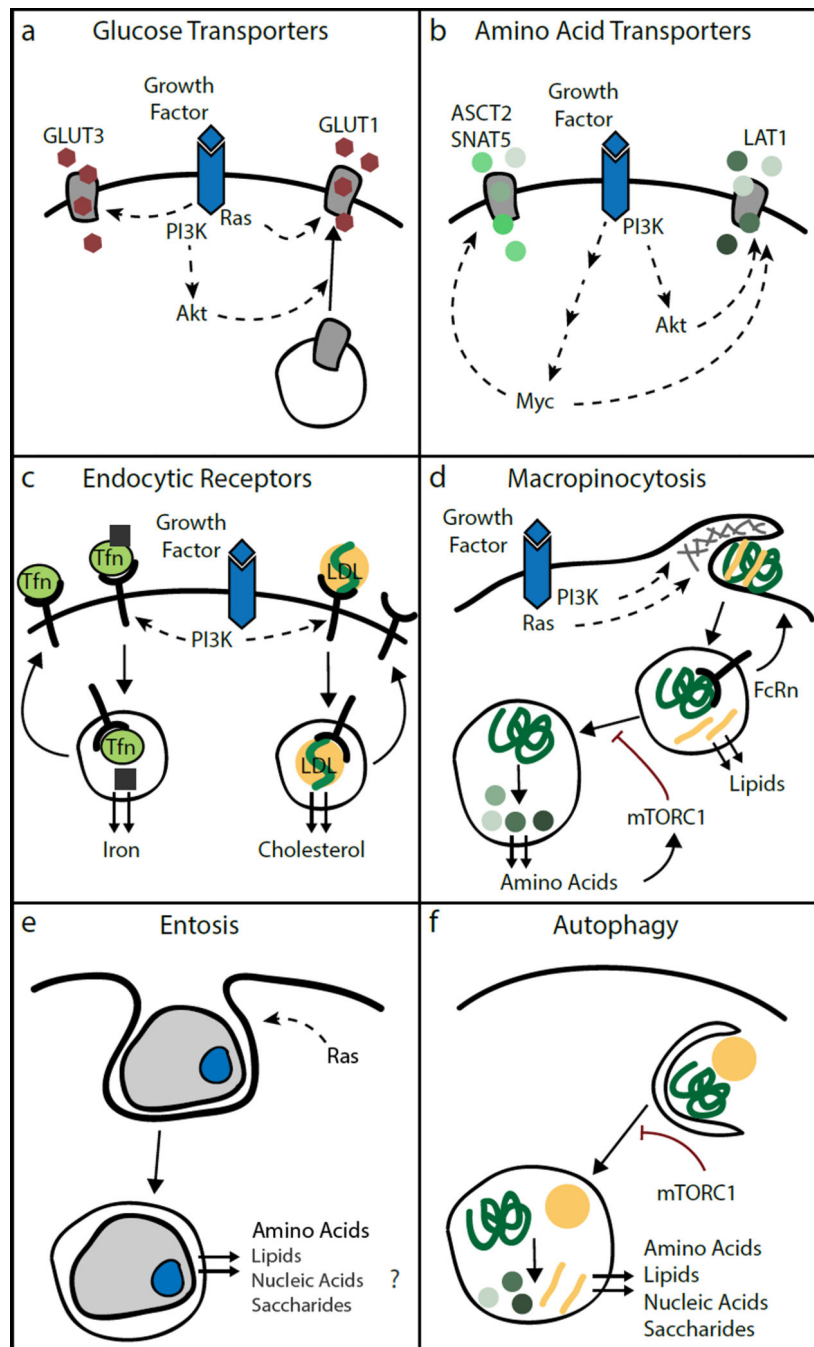 a
Glucose Transporters
Growth
Factor
GLUT3
GLUT1
Ras
PI3K
Akt
b
Amino Acid Transporters
ASCT2
SNAT5
Growth
Factor
LAT1
PI3K
Akt
Myc
c
Endocytic Receptors
Growth
Factor
Tfn
Tfn
LDL
PI3K
Tfn
LDL
Iron
Cholesterol
d
Macropinocytosis
Growth
Factor
PI3K
Ras
FcRn
Lipids
mTORC1
Amino Acids
e
Entosis
Ras
Amino Acids
Lipids
Nucleic Acids ?
Saccharides
f
Autophagy
mTORC1
Amino Acids
Lipids
Nucleic Acids
Saccharides